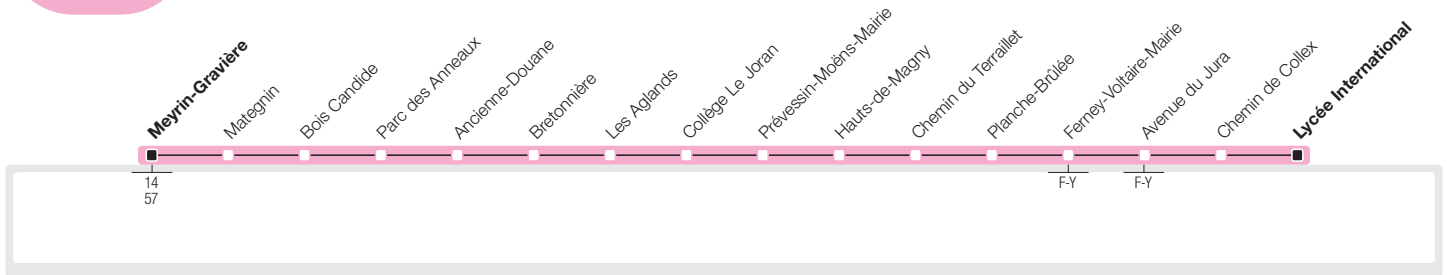 Meyrin-Gravière
Mategnin
Bois Candide
Parc des Anneaux
Ancienne-Douane
Bretonnière
Les Aglands
Collège Le Joran
Prévessin-Moëns-Mairie
Hauts-de-Magny
Chemin du Terraillet
Planche-Brûlée
Ferney-Voltaire-Mairie
Avenue du Jura
Chemin de Collex
Lycée International
14
57
F-Y
F-Y